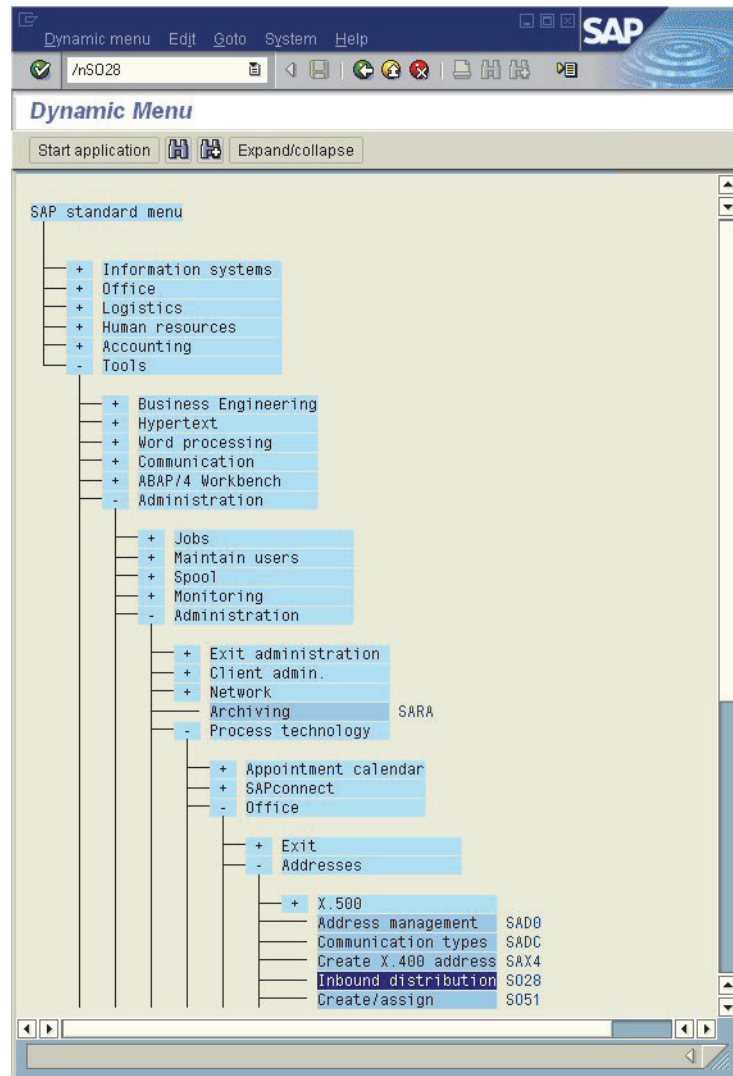 Dynamic menu Edit Goto System Help
SAP
/nSO28
Dynamic Menu
Start application Expand/collapse
SAP standard menu
+ Information systems
+ Office
+ Logistics
+ Human resources
+ Accounting
- Tools
+ Business Engineering
+ Hypertext
+ Word processing
+ Communication
+ ABAP/4 Workbench
- Administration
+ Jobs
+ Maintain users
+ Spool
+ Monitoring
- Administration
+ Exit administration
+ Client admin.
+ Network
Archiving SARA
- Process technology
+ Appointment calendar
+ SAPconnect
- Office
+ Exit
- Addresses
+ X.500
Address management SAD0
Communication types SADC
Create X.400 address SAX4
Inbound distribution SO28
Create/assign SO51